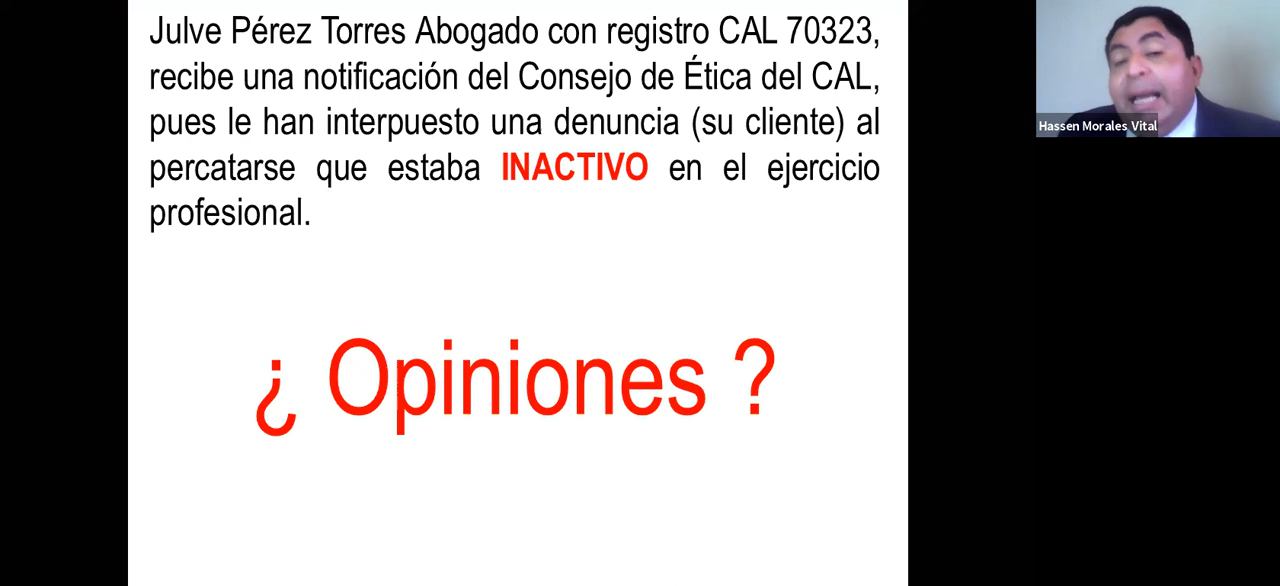 Julve Pérez Torres Abogado con registro CAL 70323,
recibe una notificación del Consejo de Ética del CAL,
pues le han interpuesto una denuncia (su cliente) al
percatarse que estaba INACTIVO en el ejercicio
profesional.
¿ Opiniones ?
Hassen Morales Vital